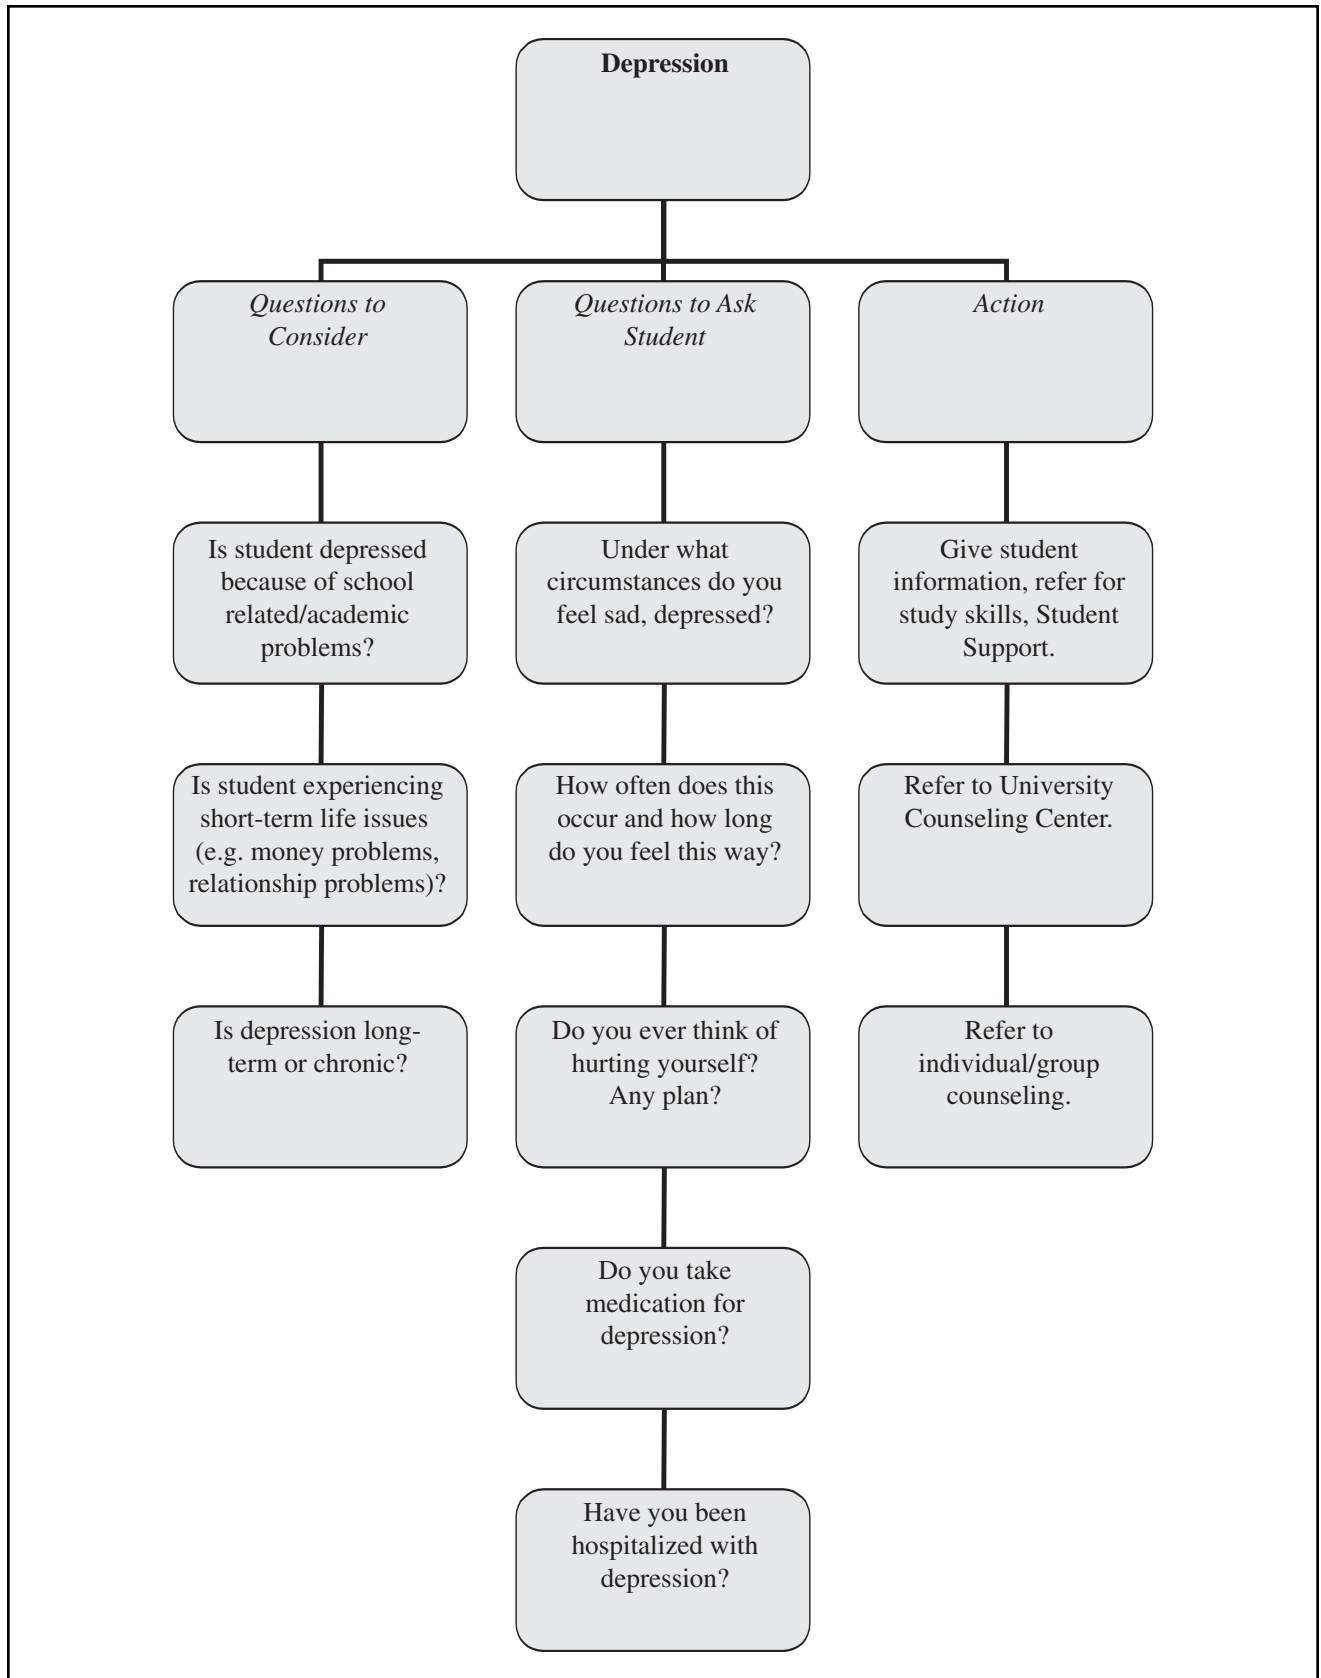 Depression
Questions to
Consider
Questions to Ask
Student
Action
Is student depressed
because of school
related/academic
problems?
Under what
circumstances do you
feel sad, depressed?
Give student
information, refer for
study skills, Student
Support.
Is student experiencing
short-term life issues
(e.g. money problems,
relationship problems)?
How often does this
occur and how long
do you feel this way?
Refer to University
Counseling Center.
Is depression long-
term or chronic?
Do you ever think of
hurting yourself?
Any plan?
Refer to
individual/group
counseling.
Do you take
medication for
depression?
Have you been
hospitalized with
depression?